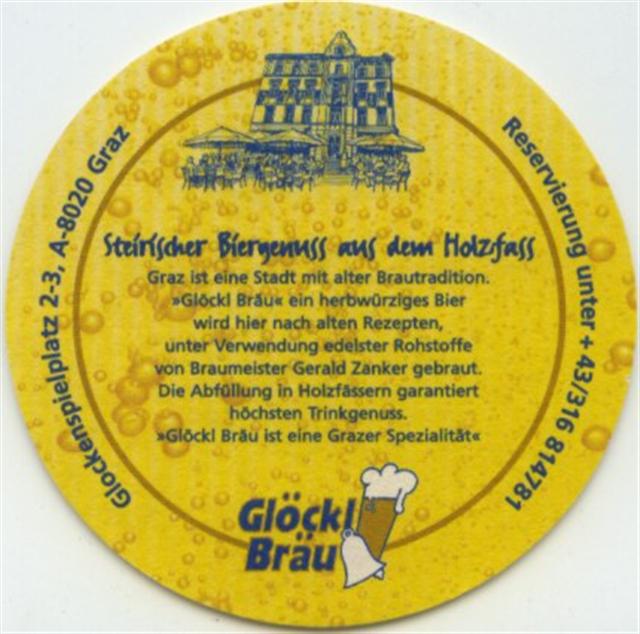 Glockenspielplatz 2-3, A-8020 Graz
Reservierung unter +43/316 814781
Steirischer Biergenuss aus dem Holzfass
Graz ist eine Stadt mit alter Brautradition.
»Glöckl Bräu« ein herbwürziges Bier
wird hier nach alten Rezepten,
unter Verwendung edelster Rohstoffe
von Braumeister Gerald Zanker gebraut.
Die Abfüllung in Holzfässern garantiert
höchsten Trinkgenuss.
»Glöckl Bräu ist eine Grazer Spezialität«
Glöckl
Bräu